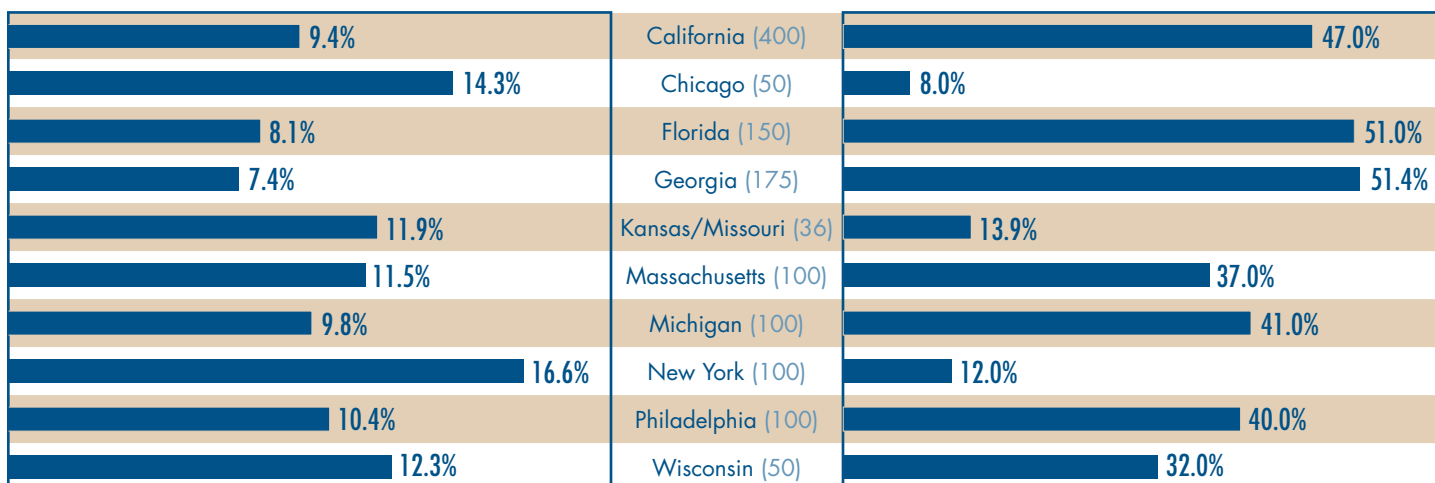 9.4% California (400) 47.0%
14.3% Chicago (50) 8.0%
8.1% Florida (150) 51.0%
7.4% Georgia (175) 51.4%
11.9% Kansas/Missouri (36) 13.9%
11.5% Massachusetts (100) 37.0%
9.8% Michigan (100) 41.0%
16.6% New York (100) 12.0%
10.4% Philadelphia (100) 40.0%
12.3% Wisconsin (50) 32.0%